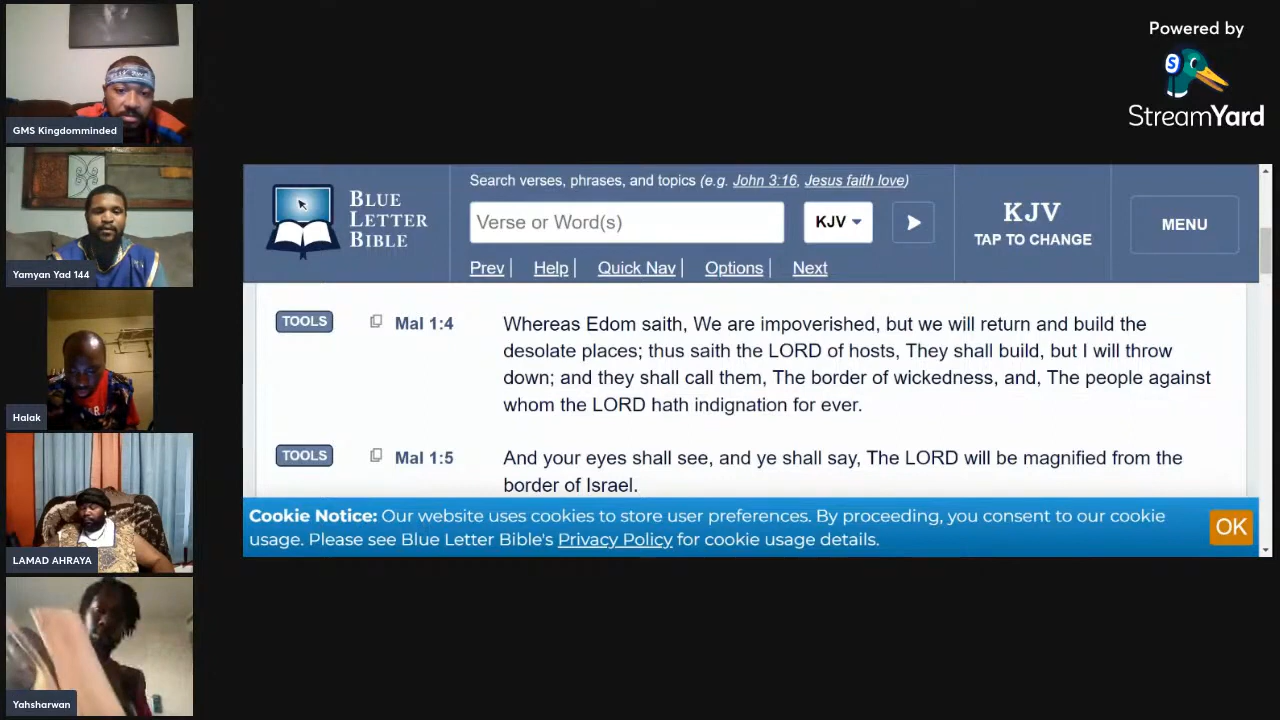 GMS Kingdomminded
Yamyan Yad 144
Halak
LAMAD AHRAYA
Yahsharwan
Powered by
S
StreamYard
BLUE
LETTER
BIBLE
Search verses, phrases, and topics (e.g. John 3:16, Jesus faith love)
Verse or Word(s)
KJV
KJV
TAP TO CHANGE
MENU
Prev | Help | Quick Nav | Options | Next
TOOLS Mal 1:4 Whereas Edom saith, We are impoverished, but we will return and build the
desolate places; thus saith the LORD of hosts, They shall build, but I will throw
down; and they shall call them, The border of wickedness, and, The people against
whom the LORD hath indignation for ever.
TOOLS Mal 1:5 And your eyes shall see, and ye shall say, The LORD will be magnified from the
border of Israel.
Cookie Notice: Our website uses cookies to store user preferences. By proceeding, you consent to our cookie
usage. Please see Blue Letter Bible's Privacy Policy for cookie usage details.
OK